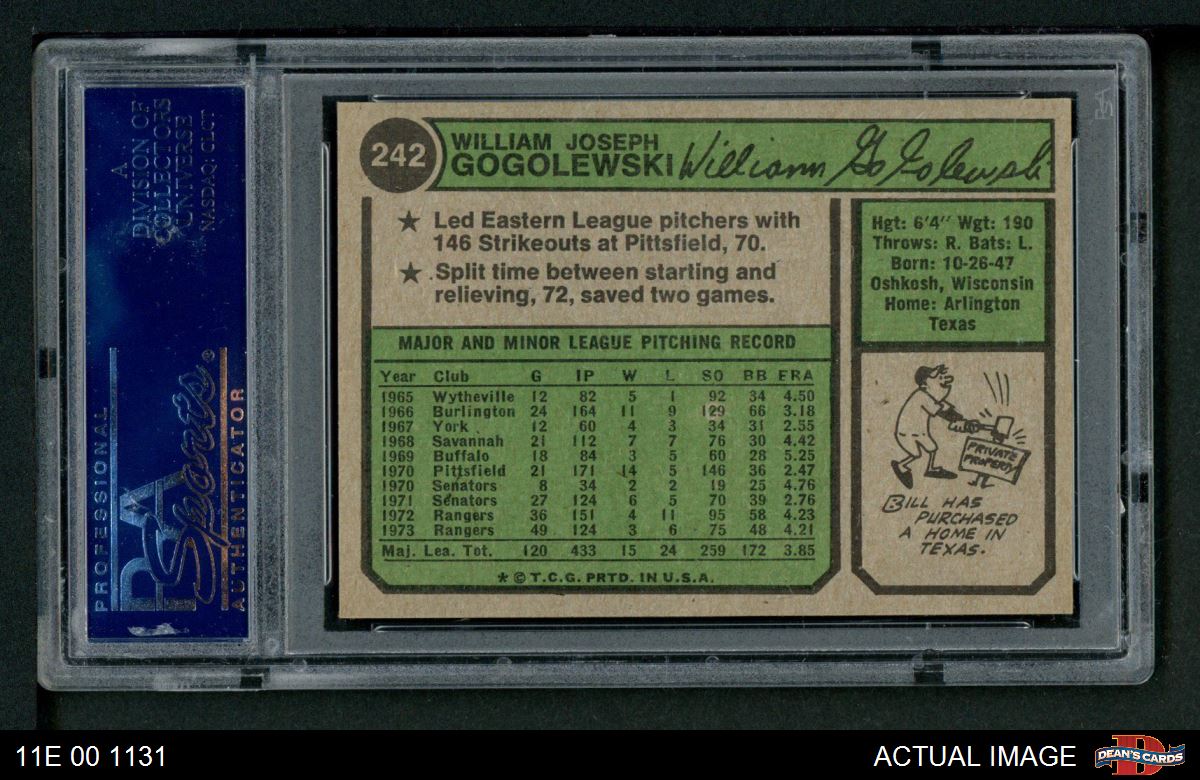 A
DIVISION OF
COLLECTORS
UNIVERSE
NASDAQ: CLCT
PROFESSIONAL
PSA
Sports®
AUTHENTICATOR
PSA
242
WILLIAM JOSEPH
GOGOLEWSKI
William GoGolewski
★ Led Eastern League pitchers with
146 Strikeouts at Pittsfield, 70.
★ Split time between starting and
relieving, 72, saved two games.
Hgt: 6'4" Wgt: 190
Throws: R. Bats: L.
Born: 10-26-47
Oshkosh, Wisconsin
Home: Arlington
Texas
MAJOR AND MINOR LEAGUE PITCHING RECORD
Year Club G IP W L SO BB ERA
1965 Wytheville 12 82 5 1 92 34 4.50
1966 Burlington 24 164 11 9 129 66 3.18
1967 York 12 60 4 3 34 31 2.55
1968 Savannah 21 112 7 7 76 30 4.42
1969 Buffalo 18 84 3 5 60 28 5.25
1970 Pittsfield 21 171 14 5 146 36 2.47
1970 Senators 8 34 2 2 19 25 4.76
1971 Senators 27 124 6 5 70 39 2.76
1972 Rangers 36 151 4 11 95 58 4.23
1973 Rangers 49 124 3 6 75 48 4.21
Maj. Lea. Tot. 120 433 15 24 259 172 3.85
* © T.C.G. PRTD. IN U.S.A.
PRIVATE
PROPERTY
BILL HAS
PURCHASED
A HOME IN
TEXAS.
11E 00 1131
ACTUAL IMAGE
D
DEAN'S CARDS